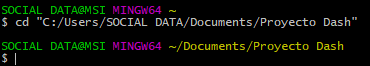 SOCIAL DATA@MSI MINGW64 ~
$ cd "C:/Users/SOCIAL DATA/Documents/Proyecto Dash"
SOCIAL DATA@MSI MINGW64 ~/Documents/Proyecto Dash
$